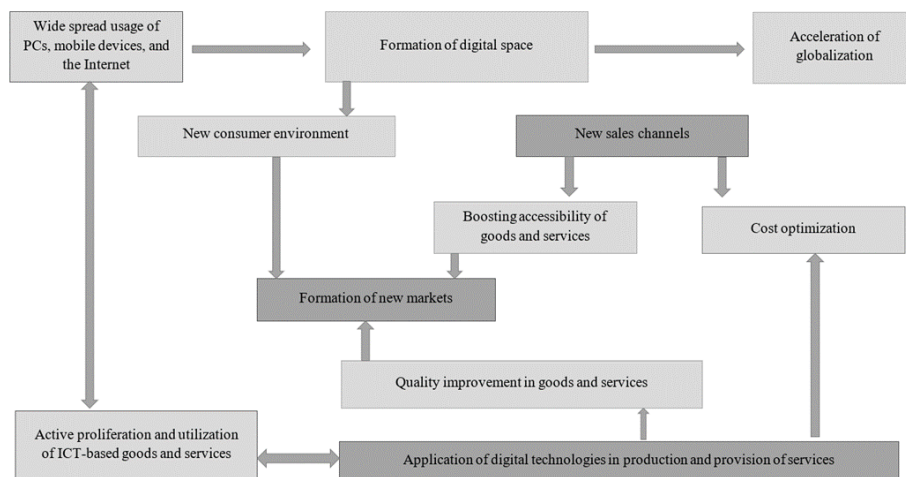 Wide spread usage of
PCs, mobile devices, and
the Internet
Formation of digital space
Acceleration of
globalization
New consumer environment
New sales channels
Boosting accessibility of
goods and services
Cost optimization
Formation of new markets
Quality improvement in goods and services
Active proliferation and utilization
of ICT-based goods and services
Application of digital technologies in production and provision of services